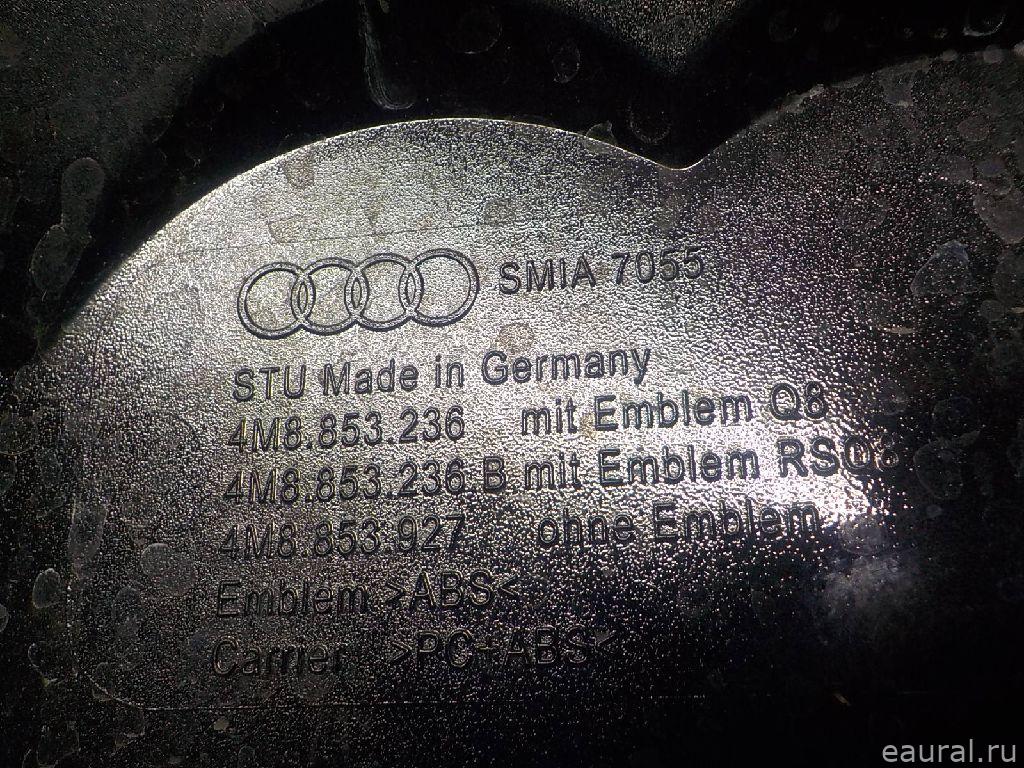 SMIA 7055
STU Made in Germany
4M8.853.236 mit Emblem Q8
4M8.853.236.B mit Emblem RSQ8
4M8.853.927 ohne Emblem
Emblem >ABS<
Carrier >PC-ABS<
eaural.ru